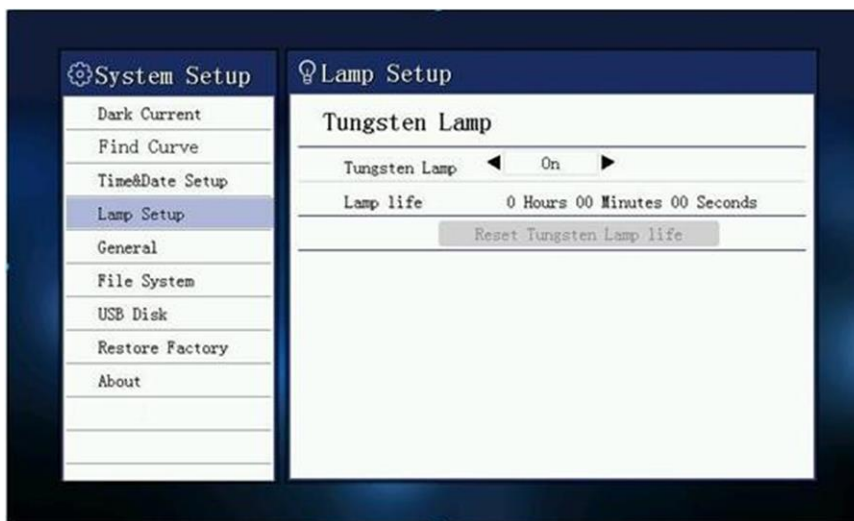 System Setup
Dark Current
Find Curve
Time&Date Setup
Lamp Setup
General
File System
USB Disk
Restore Factory
About
Lamp Setup
Tungsten Lamp
Tungsten Lamp ◀ On ▶
Lamp life 0 Hours 00 Minutes 00 Seconds
Reset Tungsten Lamp life